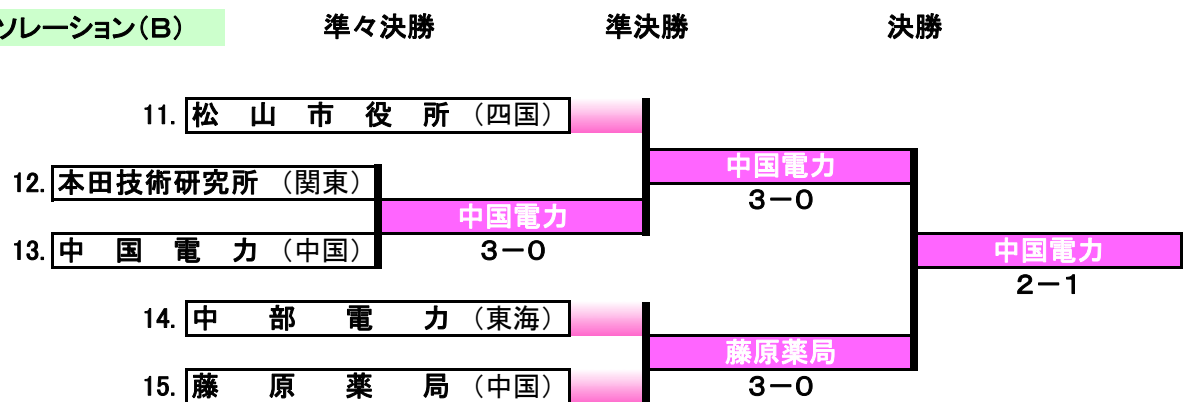 ソレーション（B）　準々決勝　準決勝　決勝
11. 松山市役所（四国）
中国電力
12. 本田技術研究所（関東）
3－0
中国電力
13. 中国電力（中国）
3－0
中国電力
2－1
14. 中部電力（東海）
藤原薬局
15. 藤原薬局（中国）
3－0